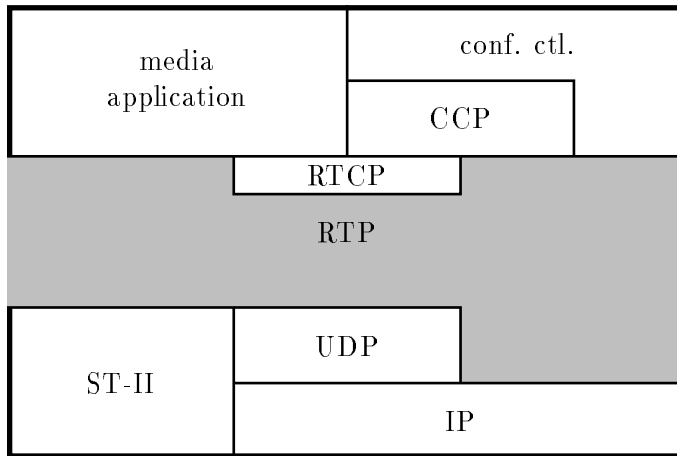 media
application
conf. ctl.
CCP
RTCP
RTP
UDP
ST-II
IP